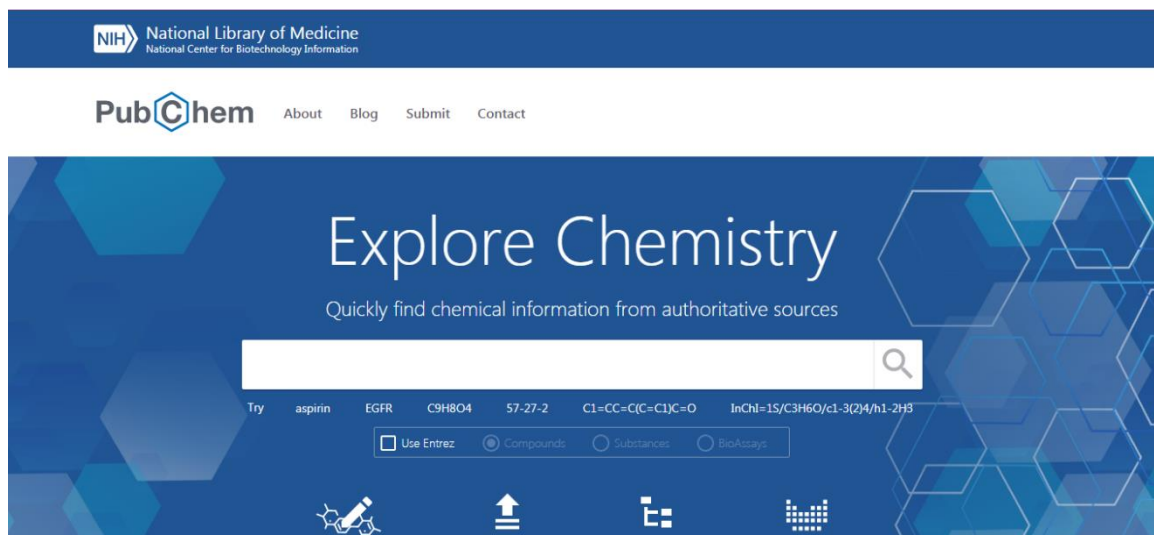 NIH National Library of Medicine
National Center for Biotechnology Information
PubChem About Blog Submit Contact
Explore Chemistry
Quickly find chemical information from authoritative sources
Try aspirin EGFR C9H8O4 57-27-2 C1=CC=C(C=C1)C=O InChI=1S/C3H6O/c1-3(2)4/h1-2H3
Use Entrez Compounds Substances BioAssays